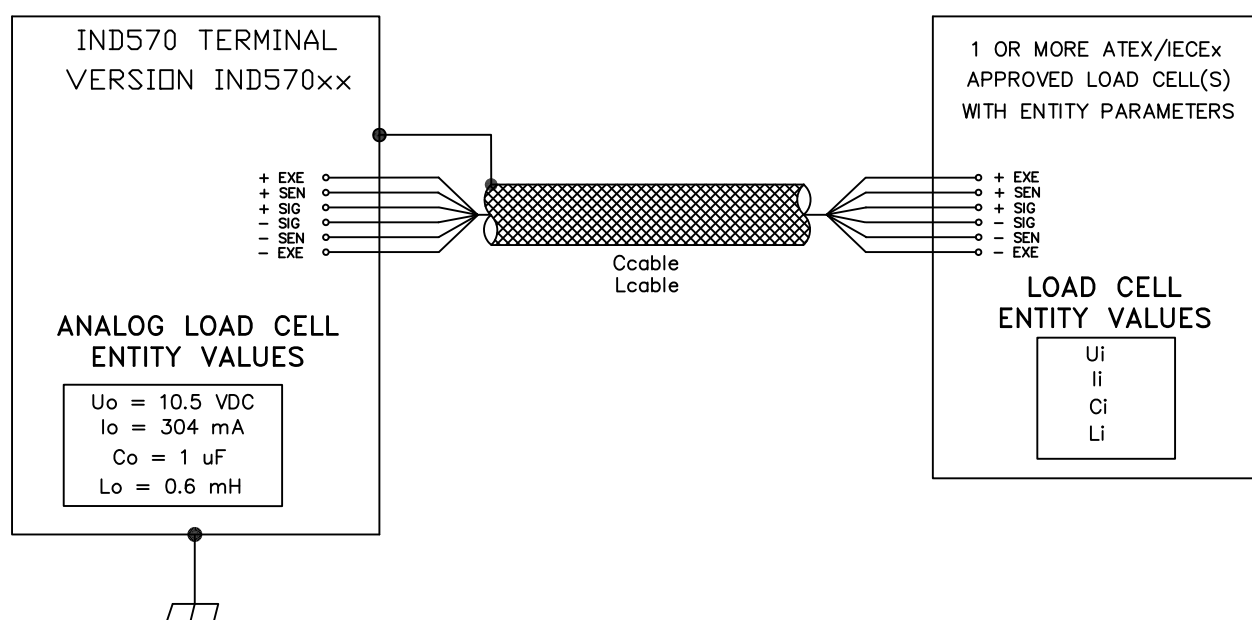 IND570 TERMINAL
VERSION IND570xx
+ EXE
+ SEN
+ SIG
- SIG
- SEN
- EXE
ANALOG LOAD CELL
ENTITY VALUES
Uo = 10.5 VDC
Io = 304 mA
Co = 1 uF
Lo = 0.6 mH
Ccable
Lcable
1 OR MORE ATEX/IECEx
APPROVED LOAD CELL(S)
WITH ENTITY PARAMETERS
+ EXE
+ SEN
+ SIG
- SIG
- SEN
- EXE
LOAD CELL
ENTITY VALUES
Ui
Ii
Ci
Li